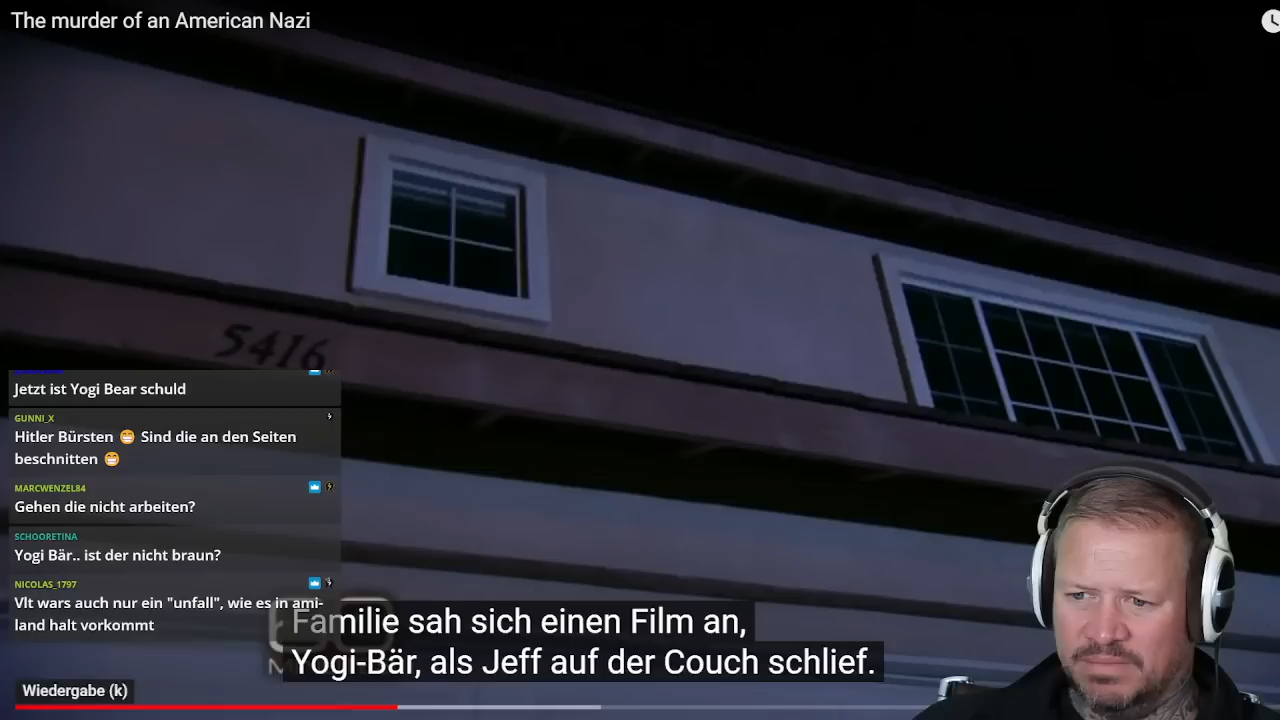 The murder of an American Nazi
5416
Jetzt ist Yogi Bear schuld
GUNNI_X
Hitler Bürsten 😁 Sind die an den Seiten
beschnitten 😁
MARCWENZEL84
Gehen die nicht arbeiten?
SCHOORETINA
Yogi Bär.. ist der nicht braun?
NICOLAS_1797
Vlt wars auch nur ein "unfall", wie es in ami-
land halt vorkommt
Familie sah sich einen Film an,
Yogi-Bär, als Jeff auf der Couch schlief.
Wiedergabe (k)